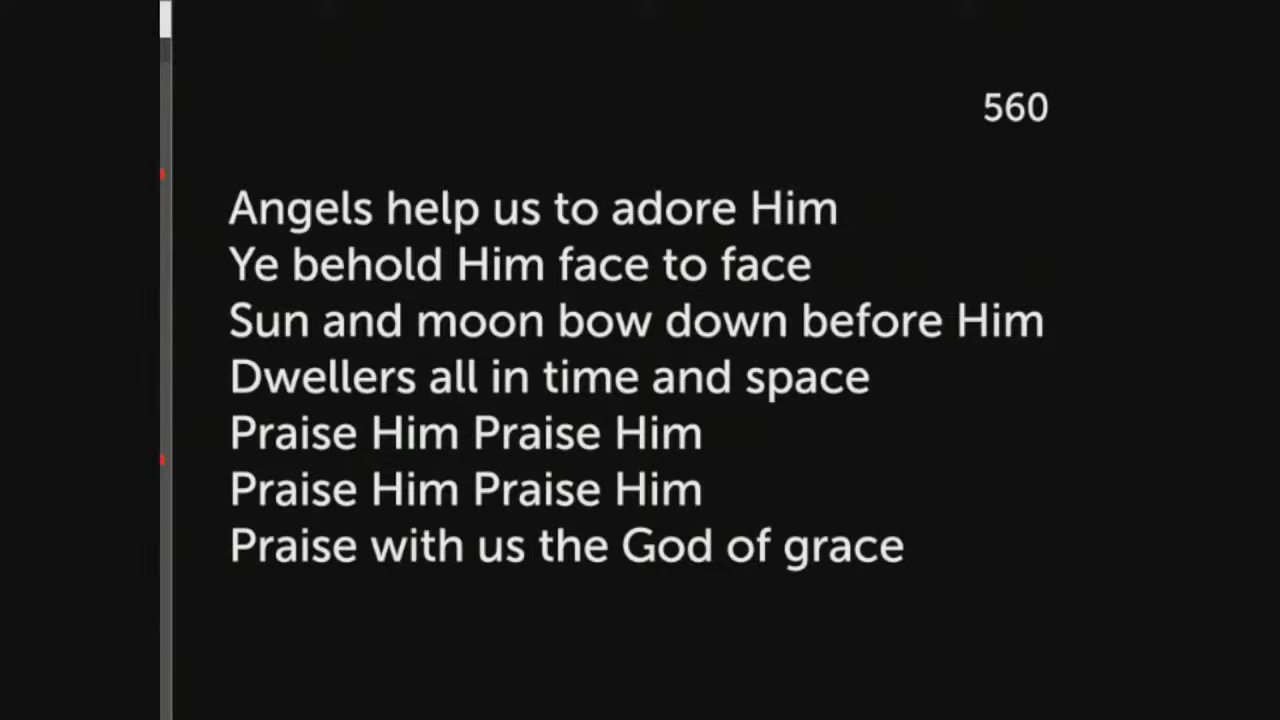 560
Angels help us to adore Him
Ye behold Him face to face
Sun and moon bow down before Him
Dwellers all in time and space
Praise Him Praise Him
Praise Him Praise Him
Praise with us the God of grace